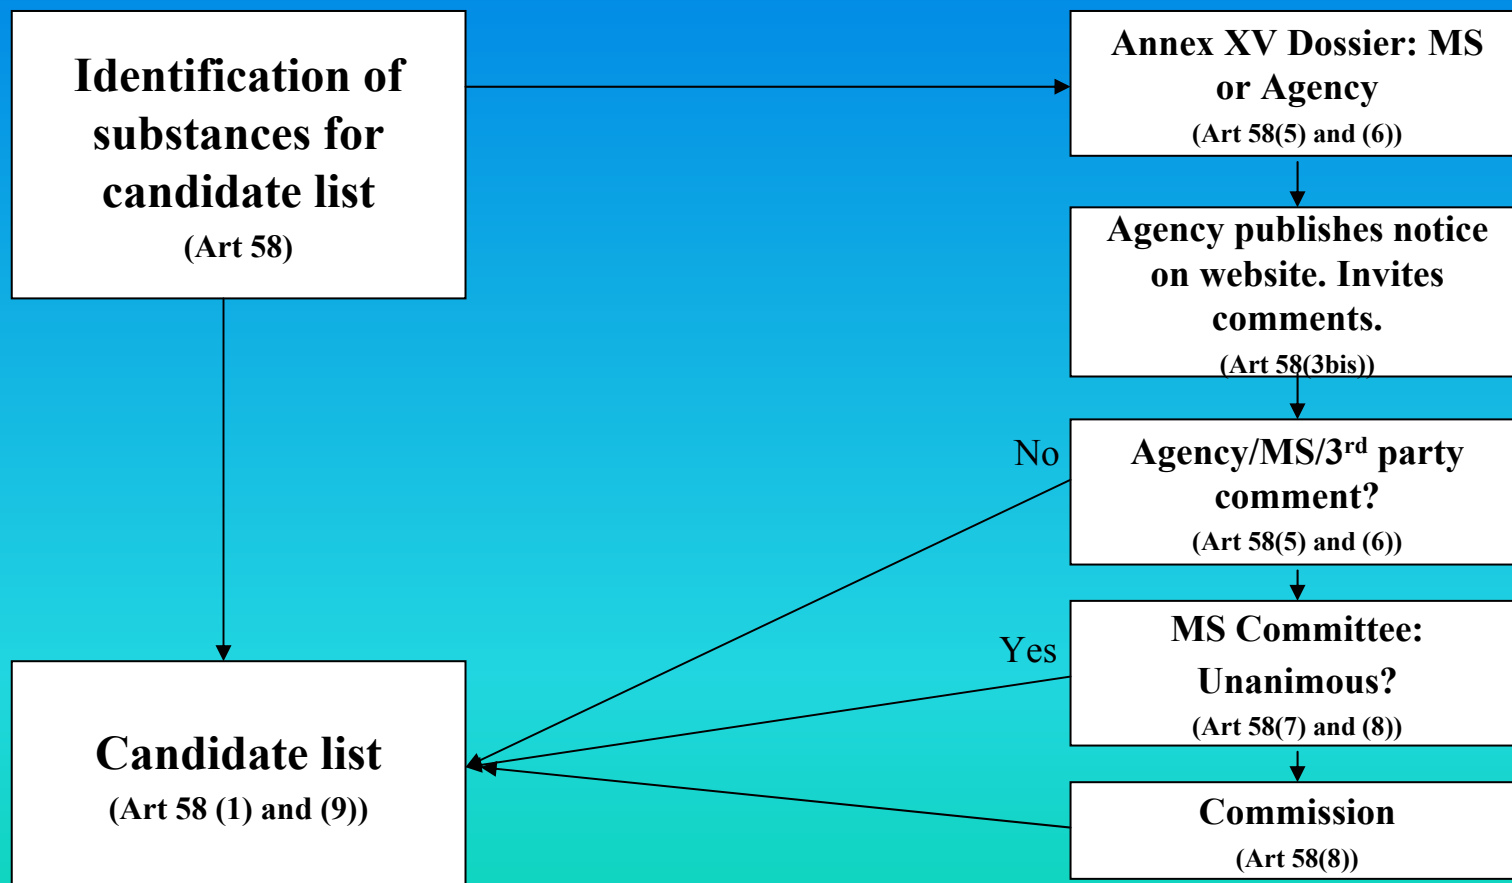 Identification of
substances for
candidate list
(Art 58)
Annex XV Dossier: MS
or Agency
(Art 58(5) and (6))
Agency publishes notice
on website. Invites
comments.
(Art 58(3bis))
No
Agency/MS/3rd party
comment?
(Art 58(5) and (6))
Yes
MS Committee:
Unanimous?
(Art 58(7) and (8))
Candidate list
(Art 58 (1) and (9))
Commission
(Art 58(8))